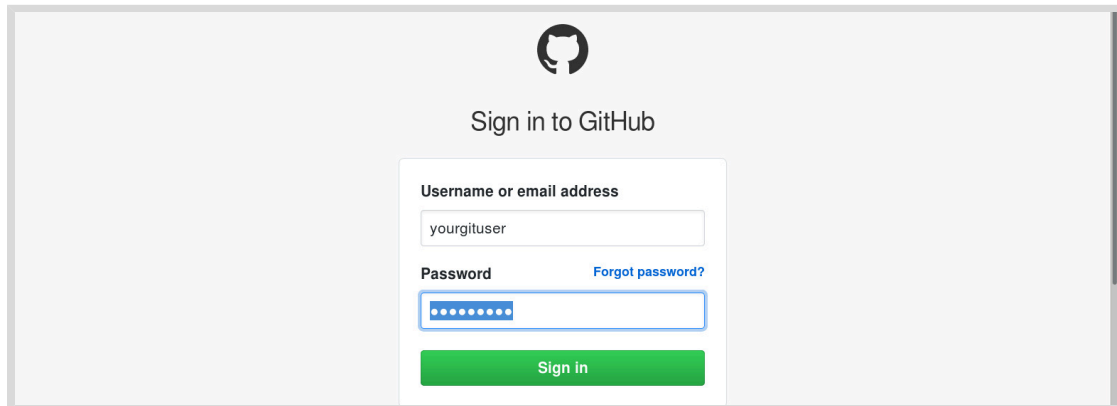 Sign in to GitHub
Username or email address
yourgituser
Password Forgot password?
•••••••••
Sign in